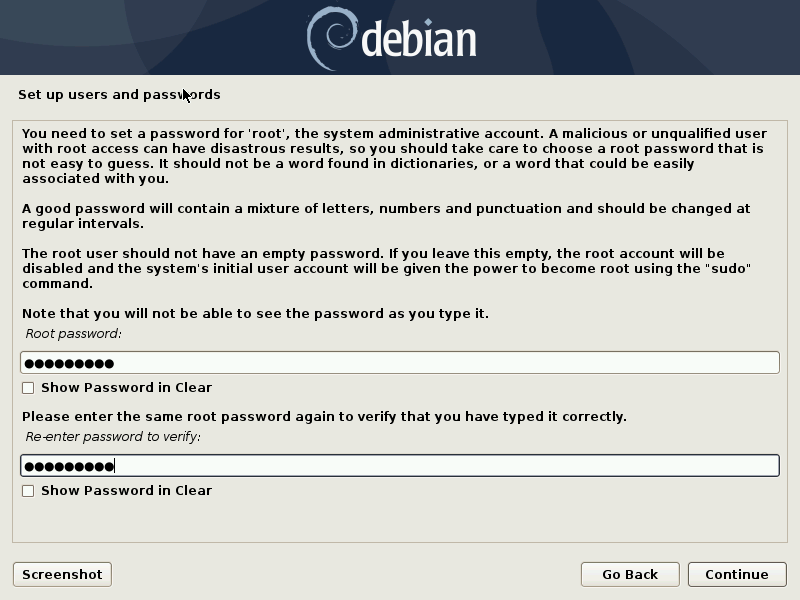 debian
Set up users and passwords
You need to set a password for 'root', the system administrative account. A malicious or unqualified user
with root access can have disastrous results, so you should take care to choose a root password that is
not easy to guess. It should not be a word found in dictionaries, or a word that could be easily
associated with you.
A good password will contain a mixture of letters, numbers and punctuation and should be changed at
regular intervals.
The root user should not have an empty password. If you leave this empty, the root account will be
disabled and the system's initial user account will be given the power to become root using the "sudo"
command.
Note that you will not be able to see the password as you type it.
Root password:
●●●●●●●●●
Show Password in Clear
Please enter the same root password again to verify that you have typed it correctly.
Re-enter password to verify:
●●●●●●●●●
Show Password in Clear
Screenshot
Go Back
Continue